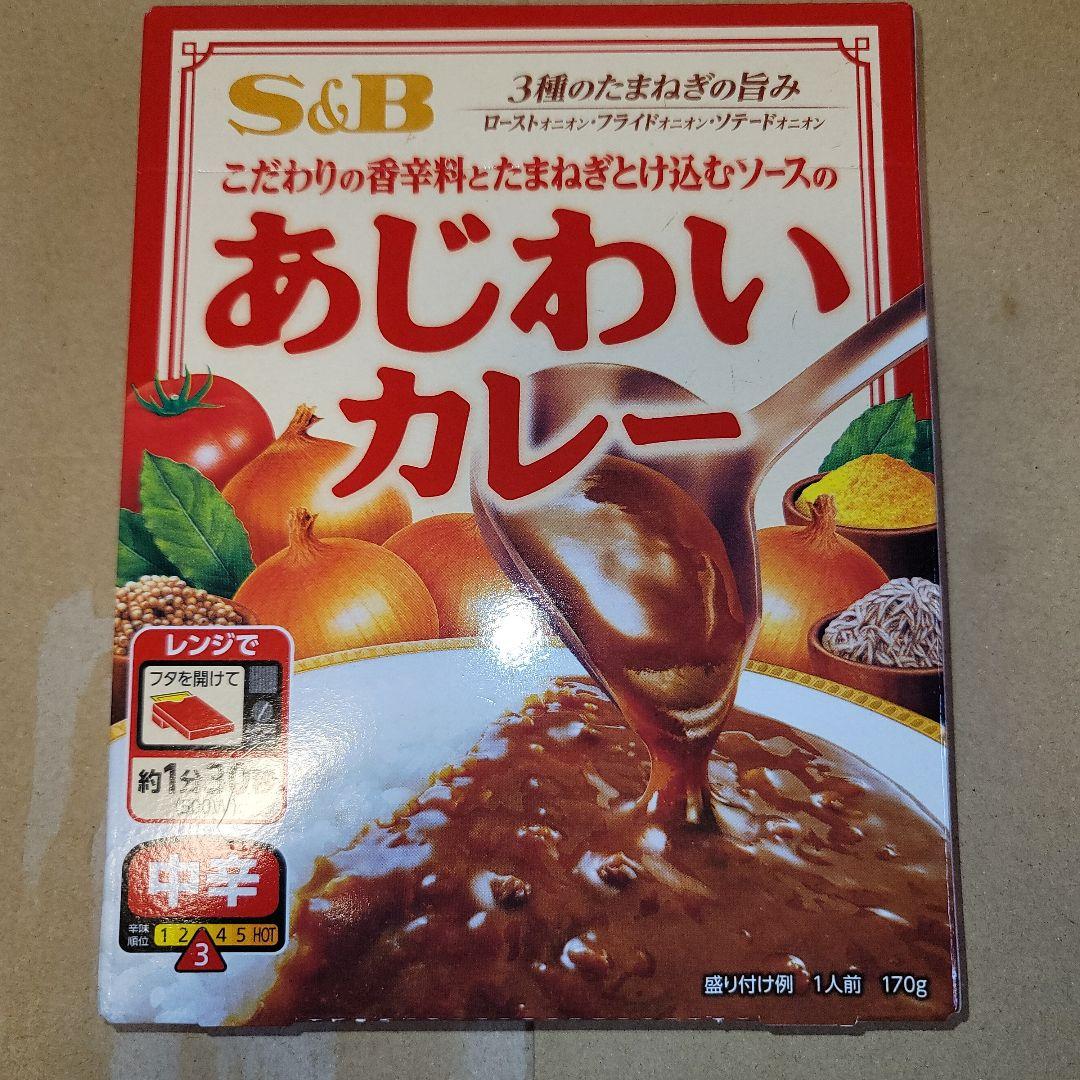 S&B
3種のたまねぎの旨み
ローストオニオン・フライドオニオン・ソテードオニオン
こだわりの香辛料とたまねぎとけ込むソースの
あじわい
カレー
レンジで
フタを開けて
約1分30秒
(500W)
中辛
辛味
順位
1 2 3 4 5 HOT
3
盛り付け例 1人前 170g